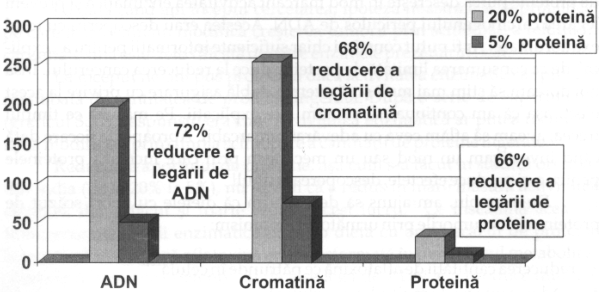 20% proteină
5% proteină
300
250
200
150
100
50
0
72%
reducere a
legării de
ADN
68%
reducere a
legării de
cromatină
66%
reducere a
legării de
proteine
ADN
Cromatină
Proteină